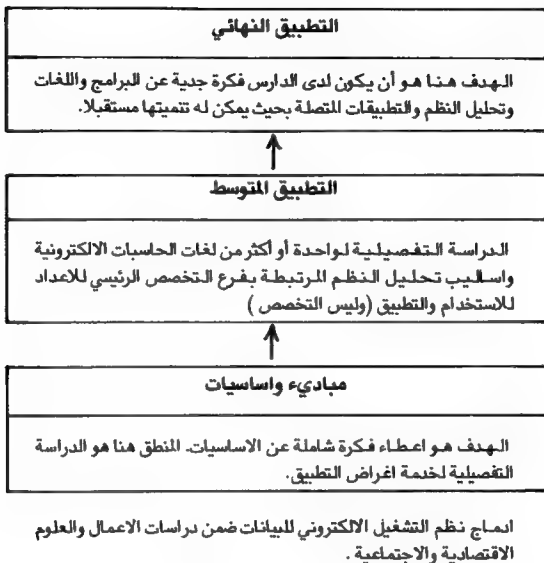 التطبيق النهائي
الهدف هنا هو أن يكون لدى الدارس فكرة جدية عن البرامج واللغات
وتحليل النظم والتطبيقات المتصلة بحيث يمكن له تنميتها مستقبلا.
التطبيق المتوسط
الدراسة التفصيلية لواحدة أو أكثر من لغات الحاسبات الالكترونية
واساليب تحليل النظم المرتبطة بفرع التخصص الرئيسي للاعداد
للاستخدام والتطبيق (وليس التخصص )
مباديء واساسيات
الهدف هو اعطاء فكرة شاملة عن الاساسيات. المنطق هنا هو الدراسة
التفصيلية لخدمة اغراض التطبيق.
ادماج نظم التشغيل الالكتروني للبيانات ضمن دراسات الاعمال والعلوم
الاقتصادية والاجتماعية .